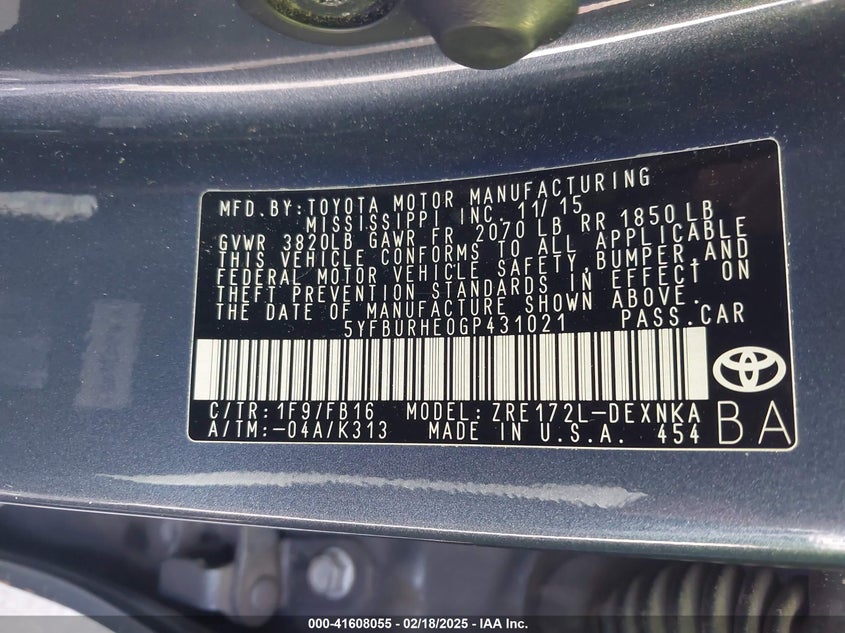 MFD.BY:TOYOTA MOTOR MANUFACTURING
MISSISSIPPI INC. 11/15
GVWR 3820LB GAWR FR 2070 LB RR 1850 LB
THIS VEHICLE CONFORMS TO ALL APPLICABLE
FEDERAL MOTOR VEHICLE SAFETY,BUMPER,AND
THEFT PREVENTION STANDARDS IN EFFECT ON
THE DATE OF MANUFACTURE SHOWN ABOVE.
5YFBURHE0GP431021 PASS.CAR
C/TR:1F9/FB16 MODEL:ZRE172L-DEXNKA
A/TM:-04A/K313 MADE IN U.S.A. 454
BA
000-41608055 - 02/18/2025 - IAA Inc.